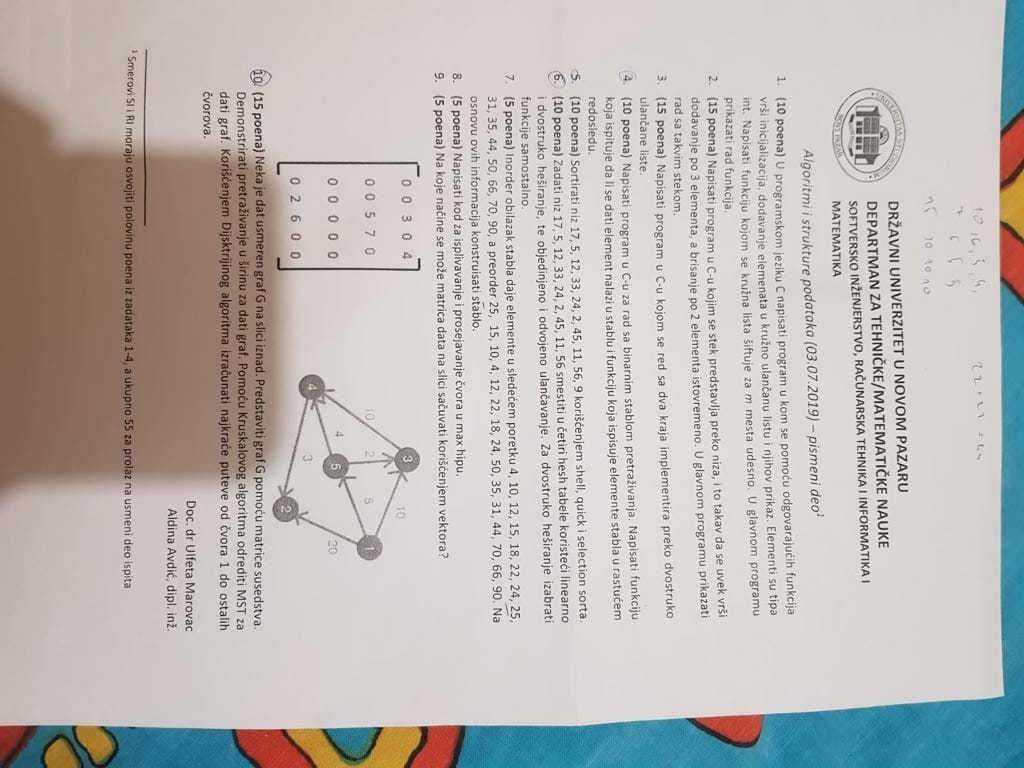 10, 6, 5, 4,
7 6 5 5
15 10 10 10
DRŽAVNI UNIVERZITET U NOVOM PAZARU
DEPARTMAN ZA TEHNIČKE/MATEMATIČKE NAUKE
SOFTVERSKO INŽENJERSTVO, RAČUNARSKA TEHNIKA I INFORMATIKA I
MATEMATIKA
Algoritmi i strukture podataka (03.07.2019) – pismeni deo¹
1. (10 poena) U programskom jeziku C napisati program u kom se pomoću odgovarajućih funkcija
vrši inicijalizacija, dodavanje elemenata u kružno ulančanu listu i njihov prikaz. Elementi su tipa
int. Napisati funkciju kojom se kružna lista šiftuje za m mesta udesno. U glavnom programu
prikazati rad funkcija.
2. (15 poena) Napisati program u C-u kojim se stek predstavlja preko niza, i to takav da se uvek vrši
dodavanje po 3 elementa, a brisanje po 2 elementa istovremeno. U glavnom programu prikazati
rad sa takvim stekom.
3. (15 poena) Napisati program u C-u kojom se red sa dva kraja implementira preko dvostruko
ulančane liste.
4. (10 poena) Napisati program u C-u za rad sa binarnim stablom pretraživanja. Napisati funkciju
koja ispituje da li se dati element nalazi u stablu i funkciju koja ispisuje elemente stabla u rastućem
redosledu.
5. (10 poena) Sortirati niz 17, 5, 12, 33, 24, 2, 45, 11, 56, 9 korišćenjem shell, quick i selection sorta.
6. (10 poena) Zadati niz 17, 5, 12, 33, 24, 2, 45, 11, 56 smestiti u četiri hesh tabele koristeći linearno
i dvostruko heširanje, te objedinjeno i odvojeno ulančavanje. Za dvostruko heširanje izabrati
funkcije samostalno.
7. (5 poena) Inorder obilazak stabla daje elemente u sledećem poretku 4, 10, 12, 15, 18, 22, 24, 25,
31, 35, 44, 50, 66, 70, 90, a preorder 25, 15, 10, 4, 12, 22, 18, 24, 50, 35, 31, 44, 70, 66, 90. Na
osnovu ovih informacija konstruisati stablo.
8. (5 poena) Napisati kod za isplivavanje i prosejavanje čvora u max hipu.
9. (5 poena) Na koje načine se može matrica data na slici sačuvati korišćenjem vektora?
0 0 3 0 4
0 0 5 7 0
0 0 0 0 0
0 2 6 0 0
3
10
10
2
5
1
4
4
5
3
20
2
10. (15 poena) Neka je dat usmeren graf G na slici iznad. Predstaviti graf G pomoću matrice susedstva.
Demonstrirati pretraživanje u širinu za dati graf. Pomoću Kruskalovog algoritma odrediti MST za
dati graf. Korišćenjem Dijsktrijinog algoritma izračunati najkraće puteve od čvora 1 do ostalih
čvorova.
Doc. dr Ulfeta Marovac
Aldina Avdić, dipl. inž.
¹ Smerovi SI RI moraju osvojiti polovinu poena iz zadataka 1-4, a ukupno 55 za prolaz na usmeni deo ispita